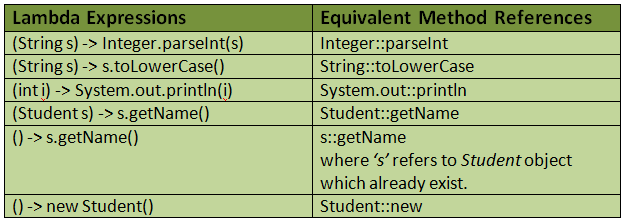 Lambda Expressions Equivalent Method References
(String s) -> Integer.parseInt(s) Integer::parseInt
(String s) -> s.toLowerCase() String::toLowerCase
(int i) -> System.out.println(i) System.out::println
(Student s) -> s.getName() Student::getName
() -> s.getName() s::getName
where ‘s’ refers to Student object
which already exist.
() -> new Student() Student::new